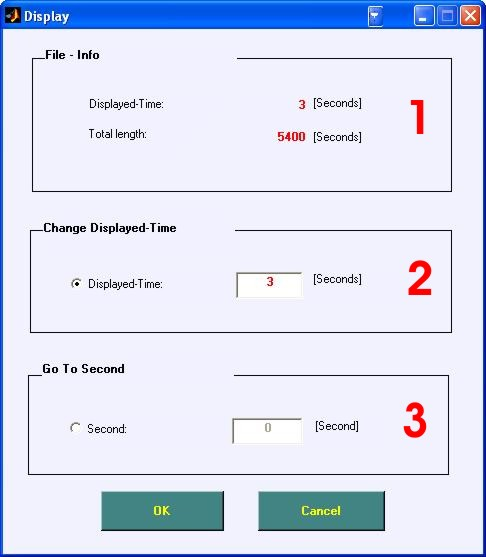 Display
File - Info
Displayed-Time: 3 [Seconds]
Total length: 5400 [Seconds]
1
Change Displayed-Time
Displayed-Time: 3 [Seconds]
2
Go To Second
Second: 0 [Second]
3
OK Cancel